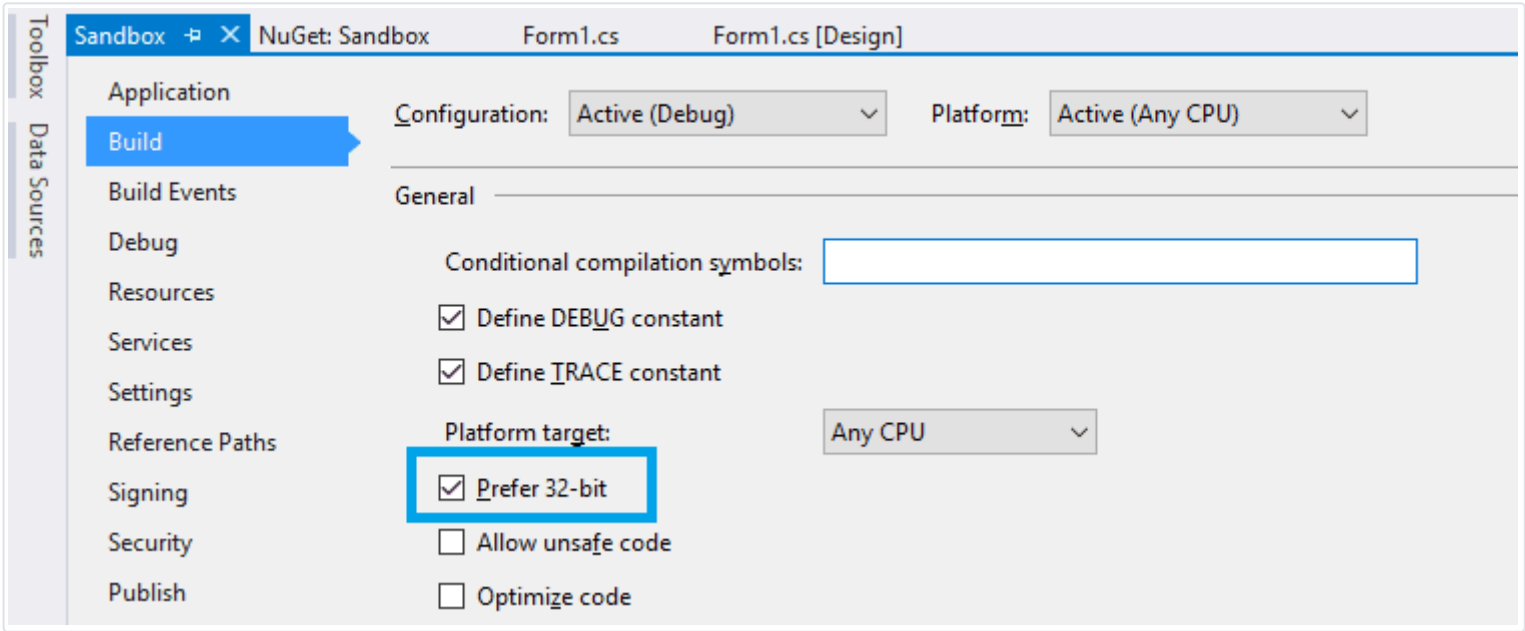 Toolbox
Data Sources
Sandbox NuGet: Sandbox Form1.cs Form1.cs [Design]
Application
Build
Build Events
Debug
Resources
Services
Settings
Reference Paths
Signing
Security
Publish
Configuration: Active (Debug) Platform: Active (Any CPU)
General
Conditional compilation symbols:
Define DEBUG constant
Define TRACE constant
Platform target: Any CPU
Prefer 32-bit
Allow unsafe code
Optimize code